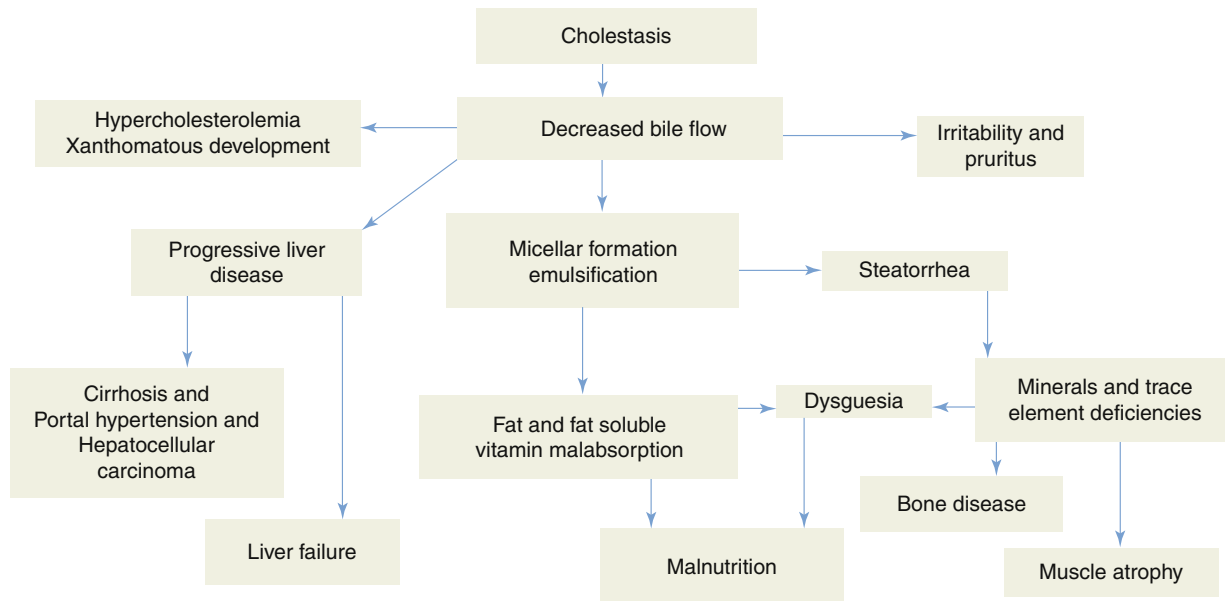 Cholestasis
Hypercholesterolemia
Xanthomatous development
Decreased bile flow
Irritability and
pruritus
Progressive liver
disease
Micellar formation
emulsification
Steatorrhea
Cirrhosis and
Portal hypertension and
Hepatocellular
carcinoma
Fat and fat soluble
vitamin malabsorption
Dysguesia
Minerals and trace
element deficiencies
Bone disease
Liver failure
Malnutrition
Muscle atrophy